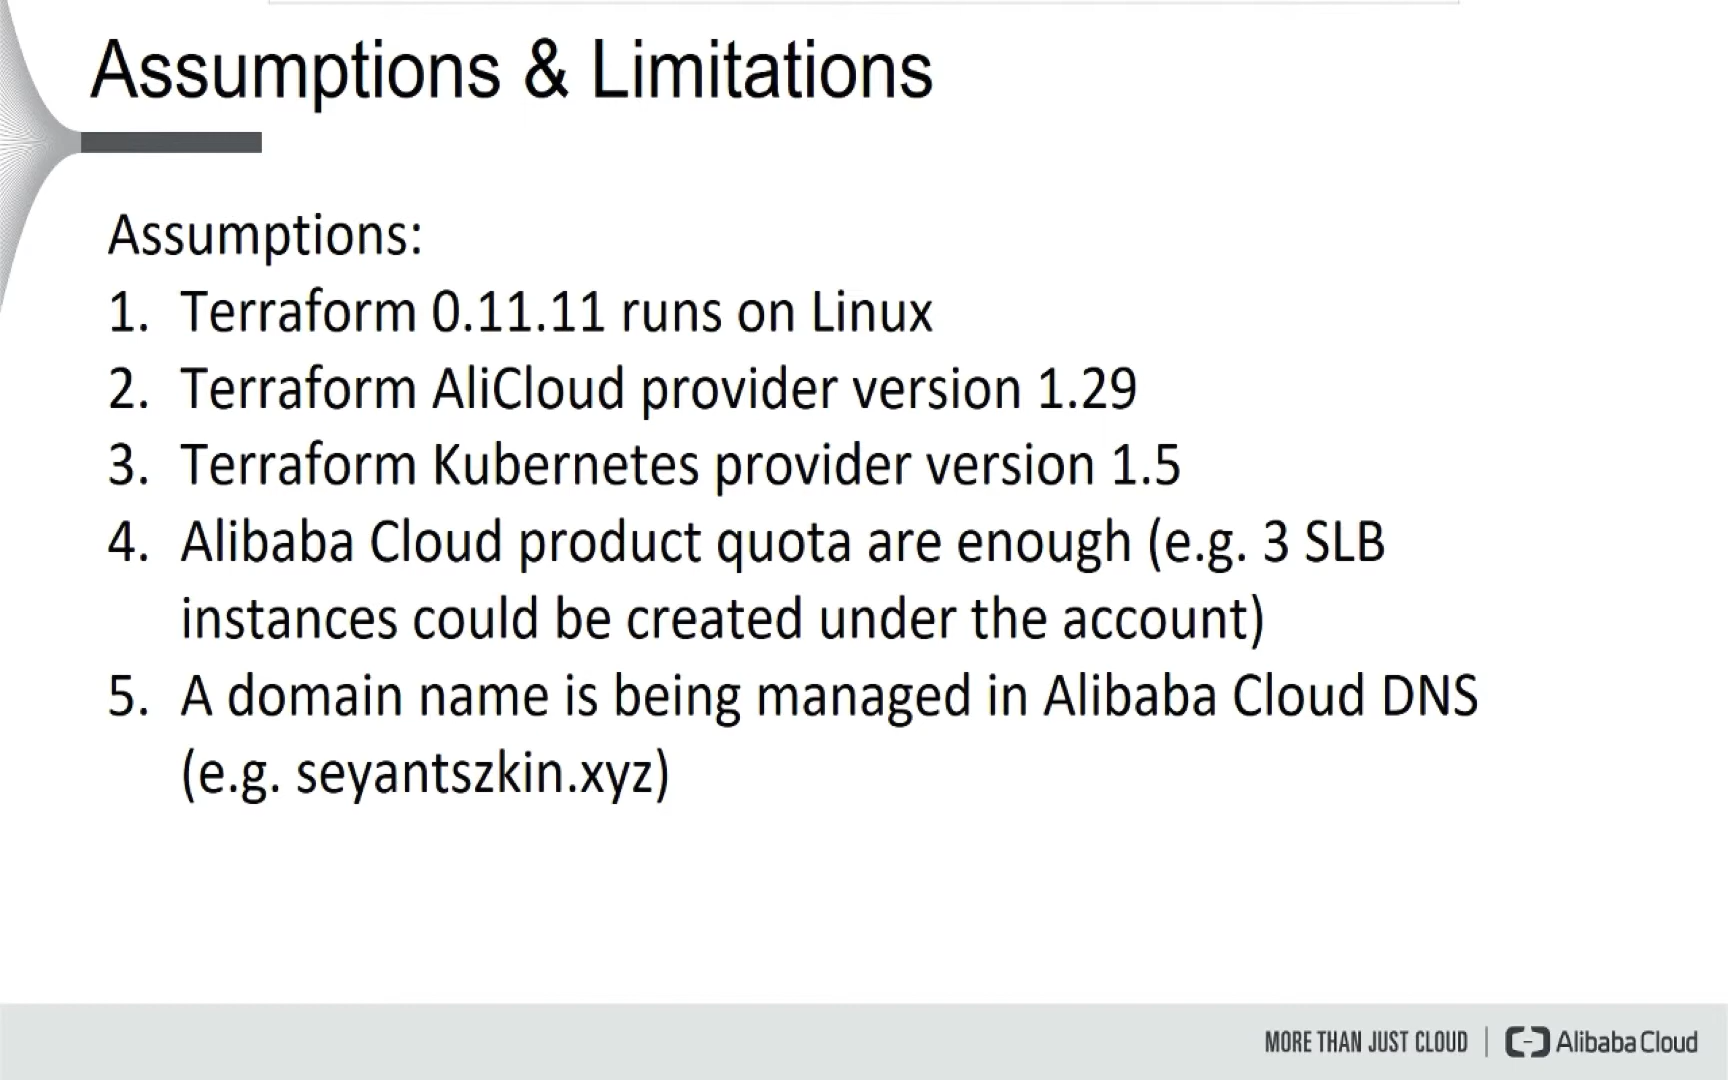 Assumptions & Limitations
Assumptions:
1. Terraform 0.11.11 runs on Linux
2. Terraform AliCloud provider version 1.29
3. Terraform Kubernetes provider version 1.5
4. Alibaba Cloud product quota are enough (e.g. 3 SLB
instances could be created under the account)
5. A domain name is being managed in Alibaba Cloud DNS
(e.g. seyantszkin.xyz)
MORE THAN JUST CLOUD | Alibaba Cloud